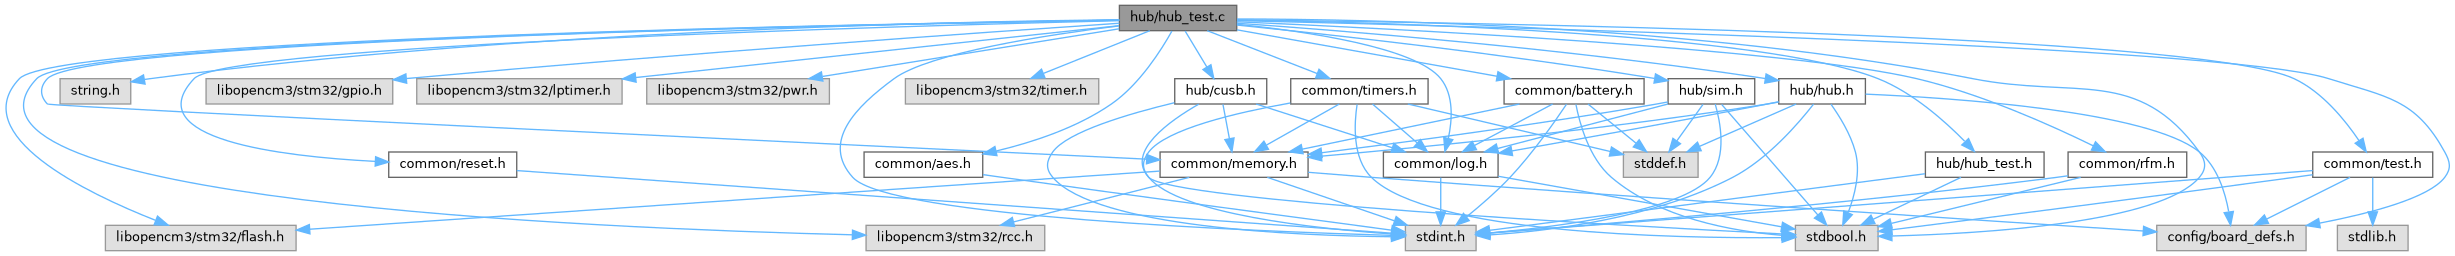 hub/hub_test.c
string.h
libopencm3/stm32/gpio.h
libopencm3/stm32/lptimer.h
libopencm3/stm32/pwr.h
libopencm3/stm32/timer.h
hub/cusb.h
common/timers.h
common/battery.h
hub/sim.h
hub/hub.h
common/reset.h
common/aes.h
common/memory.h
common/log.h
stddef.h
hub/hub_test.h
common/rfm.h
common/test.h
libopencm3/stm32/flash.h
libopencm3/stm32/rcc.h
stdint.h
stdbool.h
config/board_defs.h
stdlib.h